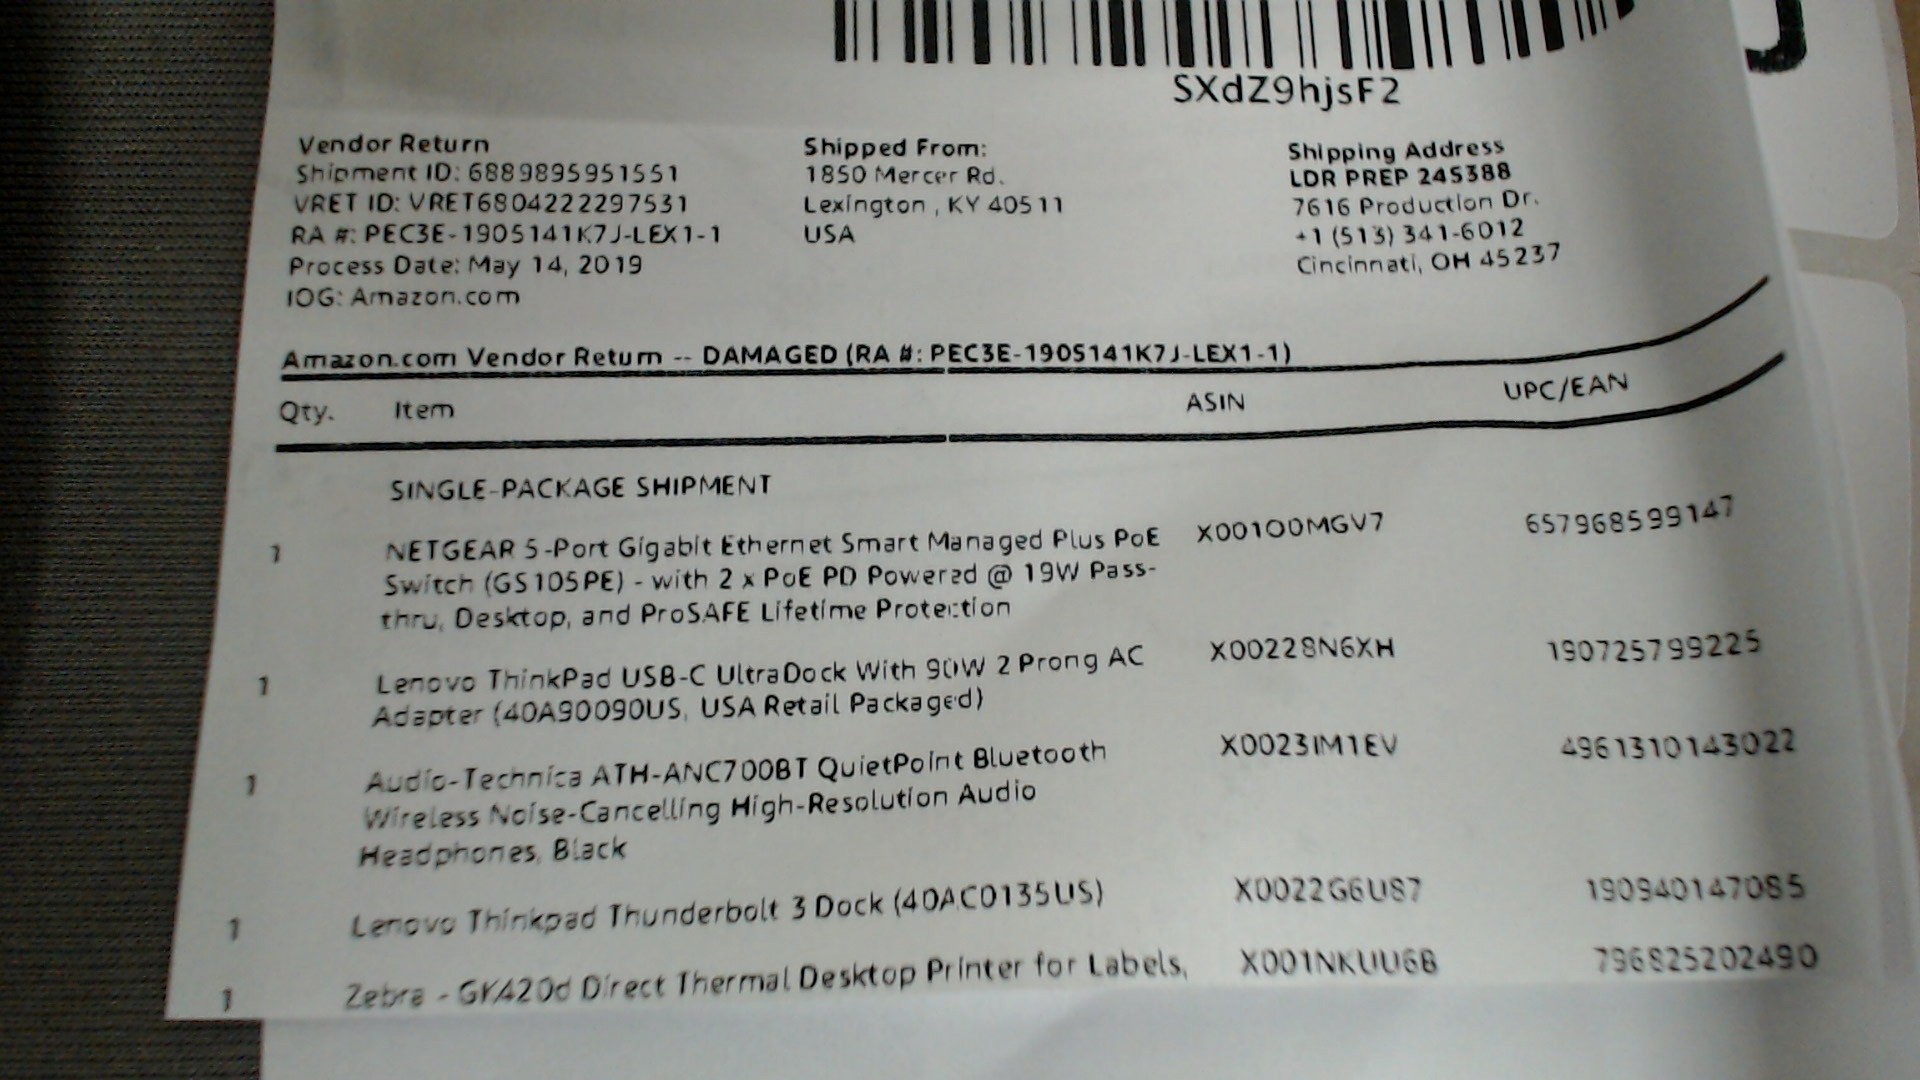 SXdZ9hjsF2
Vendor Return
Shipment ID: 6889895951551
VRET ID: VRET6804222297531
RA #: PEC3E-1905141K7J-LEX1-1
Process Date: May 14, 2019
IOG: Amazon.com
Shipped From:
1850 Mercer Rd.
Lexington , KY 40511
USA
Shipping Address
LDR PREP 245388
7616 Production Dr.
+1 (513) 341-6012
Cincinnati, OH 45237
Amazon.com Vendor Return -- DAMAGED (RA #: PEC3E-1905141K7J-LEX1-1)
Qty. Item ASIN UPC/EAN
SINGLE-PACKAGE SHIPMENT
1 NETGEAR 5-Port Gigabit Ethernet Smart Managed Plus PoE X001O0MGV7 657968599147
Switch (GS105PE) - with 2 x PoE PD Powered @ 19W Pass-
thru, Desktop, and ProSAFE Lifetime Protection
1 Lenovo ThinkPad USB-C UltraDock With 90W 2 Prong AC X00228N6XH 190725799225
Adapter (40A90090US, USA Retail Packaged)
1 Audio-Technica ATH-ANC700BT QuietPoint Bluetooth X0023IM1EV 4961310143022
Wireless Noise-Cancelling High-Resolution Audio
Headphones, Black
1 Lenovo Thinkpad Thunderbolt 3 Dock (40AC0135US) X0022G6U87 190940147085
1 Zebra - GK420d Direct Thermal Desktop Printer for Labels, X001NKUU6B 796825202490